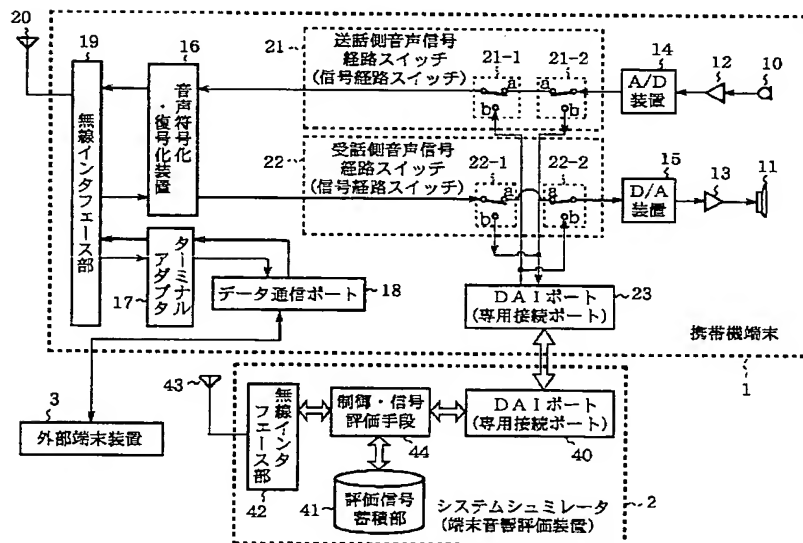 20
19
16
21
送話側音声信号
経路スイッチ
(信号経路スイッチ)
21-1
21-2
a
a
b
b
14
A/D
装置
12
10
無線インタフェース部
音声符号化
・復号化装置
22
受話側音声信号
経路スイッチ
(信号経路スイッチ)
22-1
22-2
a
a
b
b
15
D/A
装置
13
11
ターミナル
アダプタ
17
データ通信ポート
18
DAIポート
(専用接続ポート)
23
携帯機端末
1
43
3
外部端末装置
無線インタ
フェース部
42
制御・信号
評価手段
44
DAIポート
(専用接続ポート)
40
41
評価信号
蓄積部
システムシュミレータ
(端末音響評価装置)
2